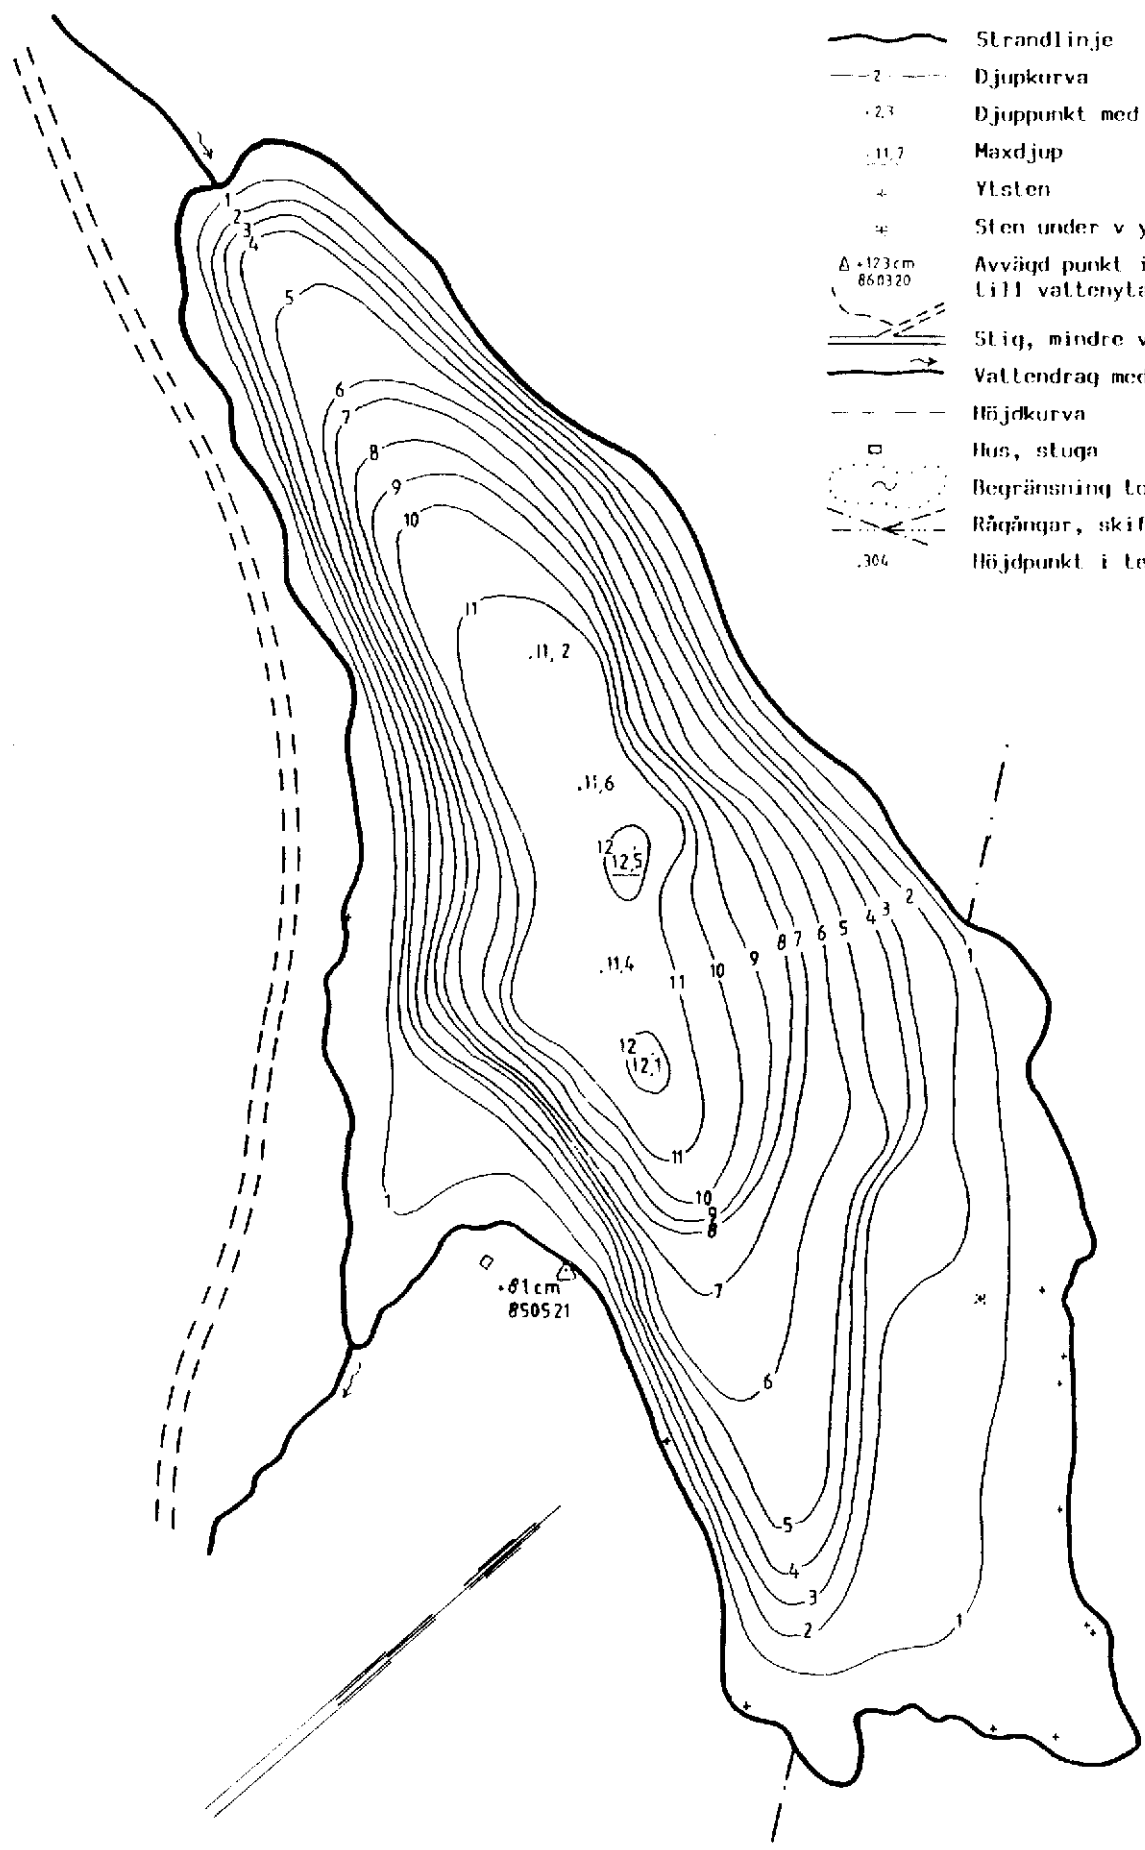 Strandlinje
2 Djupkurva
.2,3 Djuppunkt med
.11,7 Maxdjup
Ytsten
Sten under v y
+123cm Avvägd punkt i
860320 till vattenyta
Stig, mindre v
Vattendrag med
Höjdkurva
Hus, stuga
Begränsning to
Rågångar, skif
.304 Höjdpunkt i te
1
2
3
4
5
6
7
8
9
10
11
.11,2
.11,6
12
12,5
2
1
3
4
5
6
7
8
9
10
11
.11,4
12
12,1
11
10
9
8
1
7
+81cm
850521
6
5
4
3
2
1